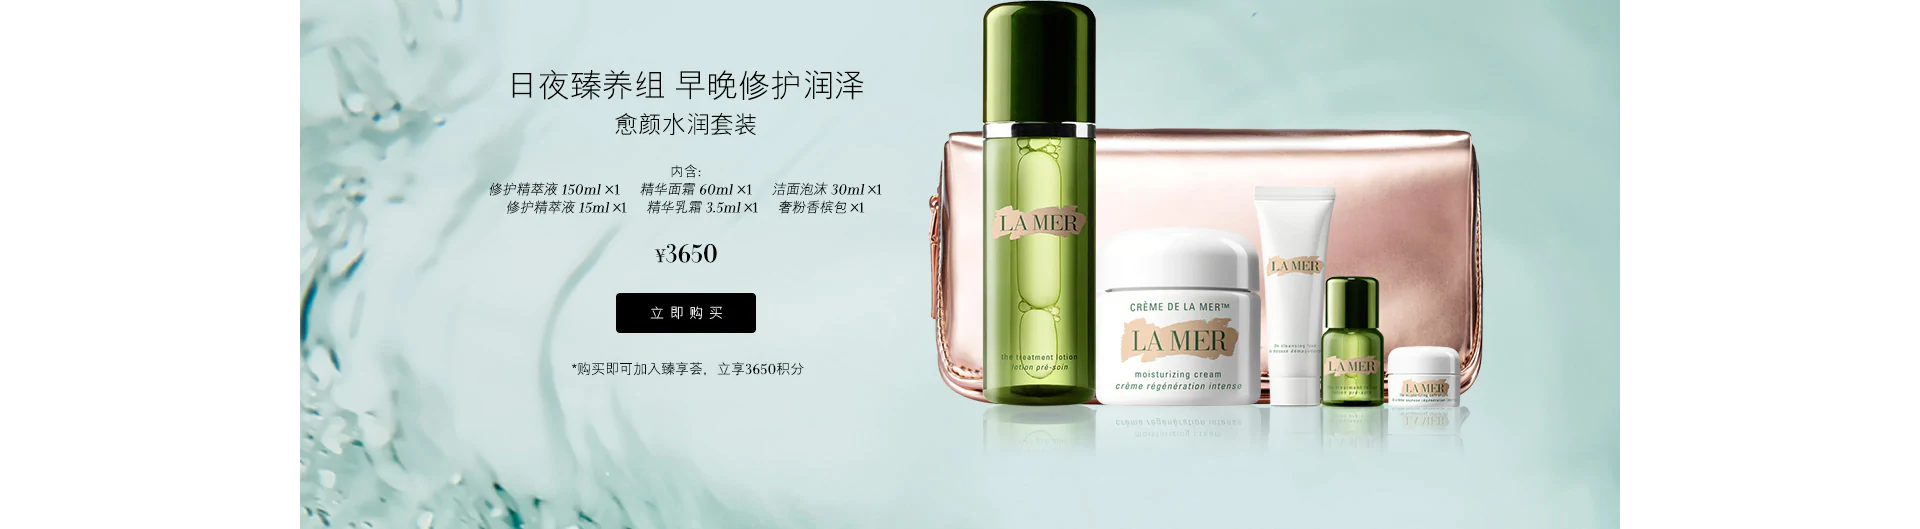 日夜臻养组 早晚修护润泽
愈颜水润套装
内含:
修护精萃液 150ml ×1 精华面霜 60ml ×1 洁面泡沫 30ml ×1
修护精萃液 15ml ×1 精华乳霜 3.5ml ×1 奢粉香槟包 ×1
¥3650
立即购买
*购买即可加入臻享荟，立享3650积分
LA MER
the treatment lotion
lotion pré-soin
CRÈME DE LA MER™
LA MER
moisturizing cream
crème régénération intense
LA MER
LA MER
LA MER